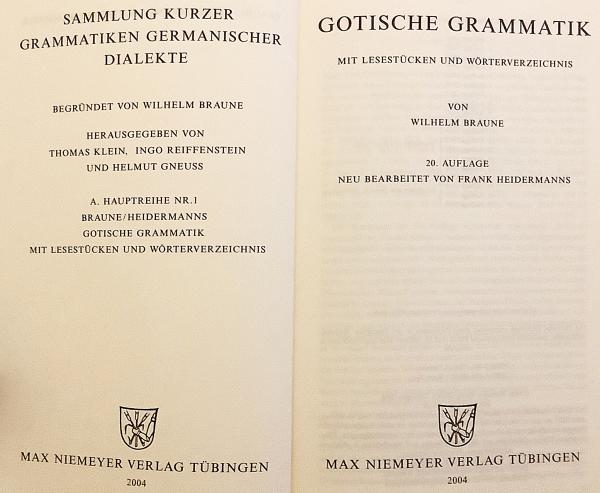 SAMMLUNG KURZER
GRAMMATIKEN GERMANISCHER
DIALEKTE
BEGRÜNDET VON WILHELM BRAUNE
HERAUSGEGEBEN VON
THOMAS KLEIN, INGO REIFFENSTEIN
UND HELMUT GNEUSS
A. HAUPTREIHE NR. 1
BRAUNE/HEIDERMANNS
GOTISCHE GRAMMATIK
MIT LESESTÜCKEN UND WÖRTERVERZEICHNIS
MAX NIEMEYER VERLAG TÜBINGEN
2004
GOTISCHE GRAMMATIK
MIT LESESTÜCKEN UND WÖRTERVERZEICHNIS
VON
WILHELM BRAUNE
20. AUFLAGE
NEU BEARBEITET VON FRANK HEIDERMANNS
MAX NIEMEYER VERLAG TÜBINGEN
2004